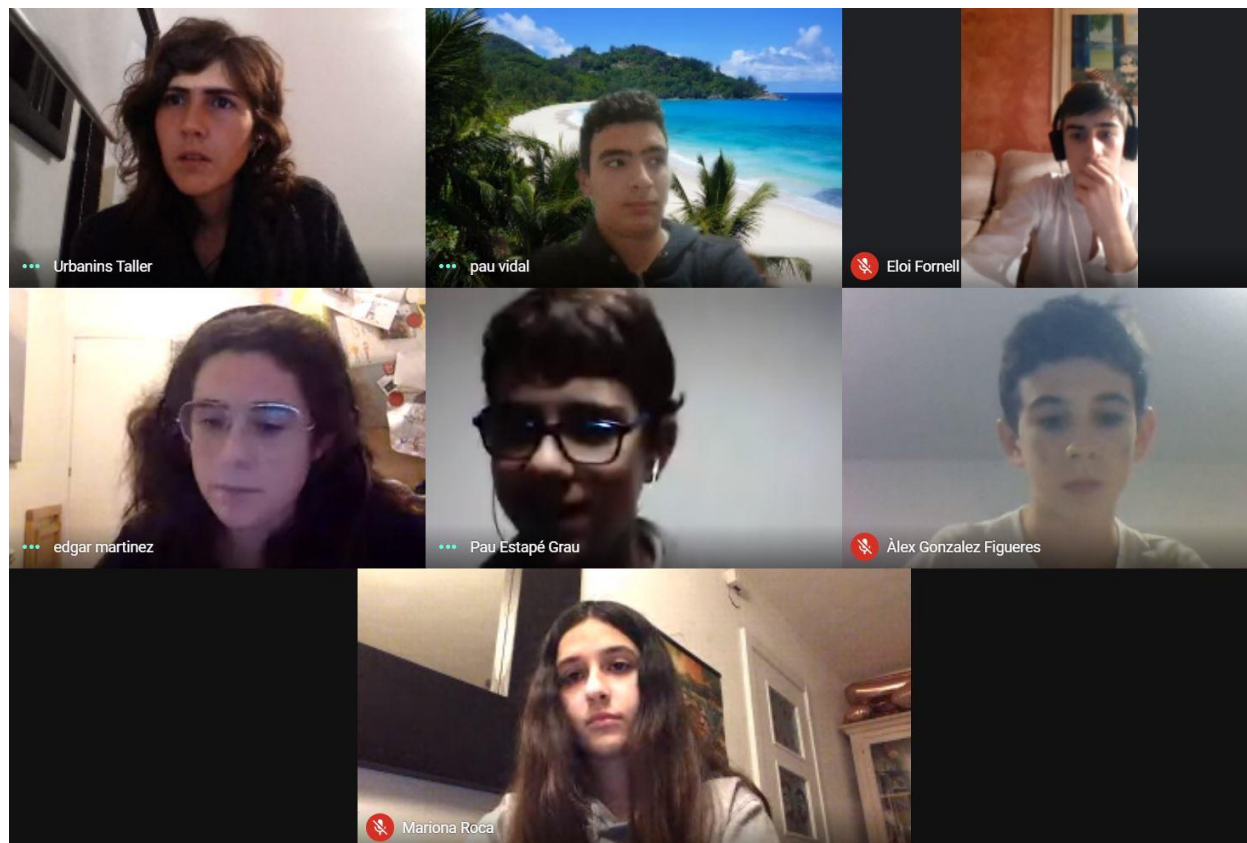 Urbanins Taller
pau vidal
Eloi Fornell
edgar martinez
Pau Estapé Grau
Àlex Gonzalez Figueres
Mariona Roca